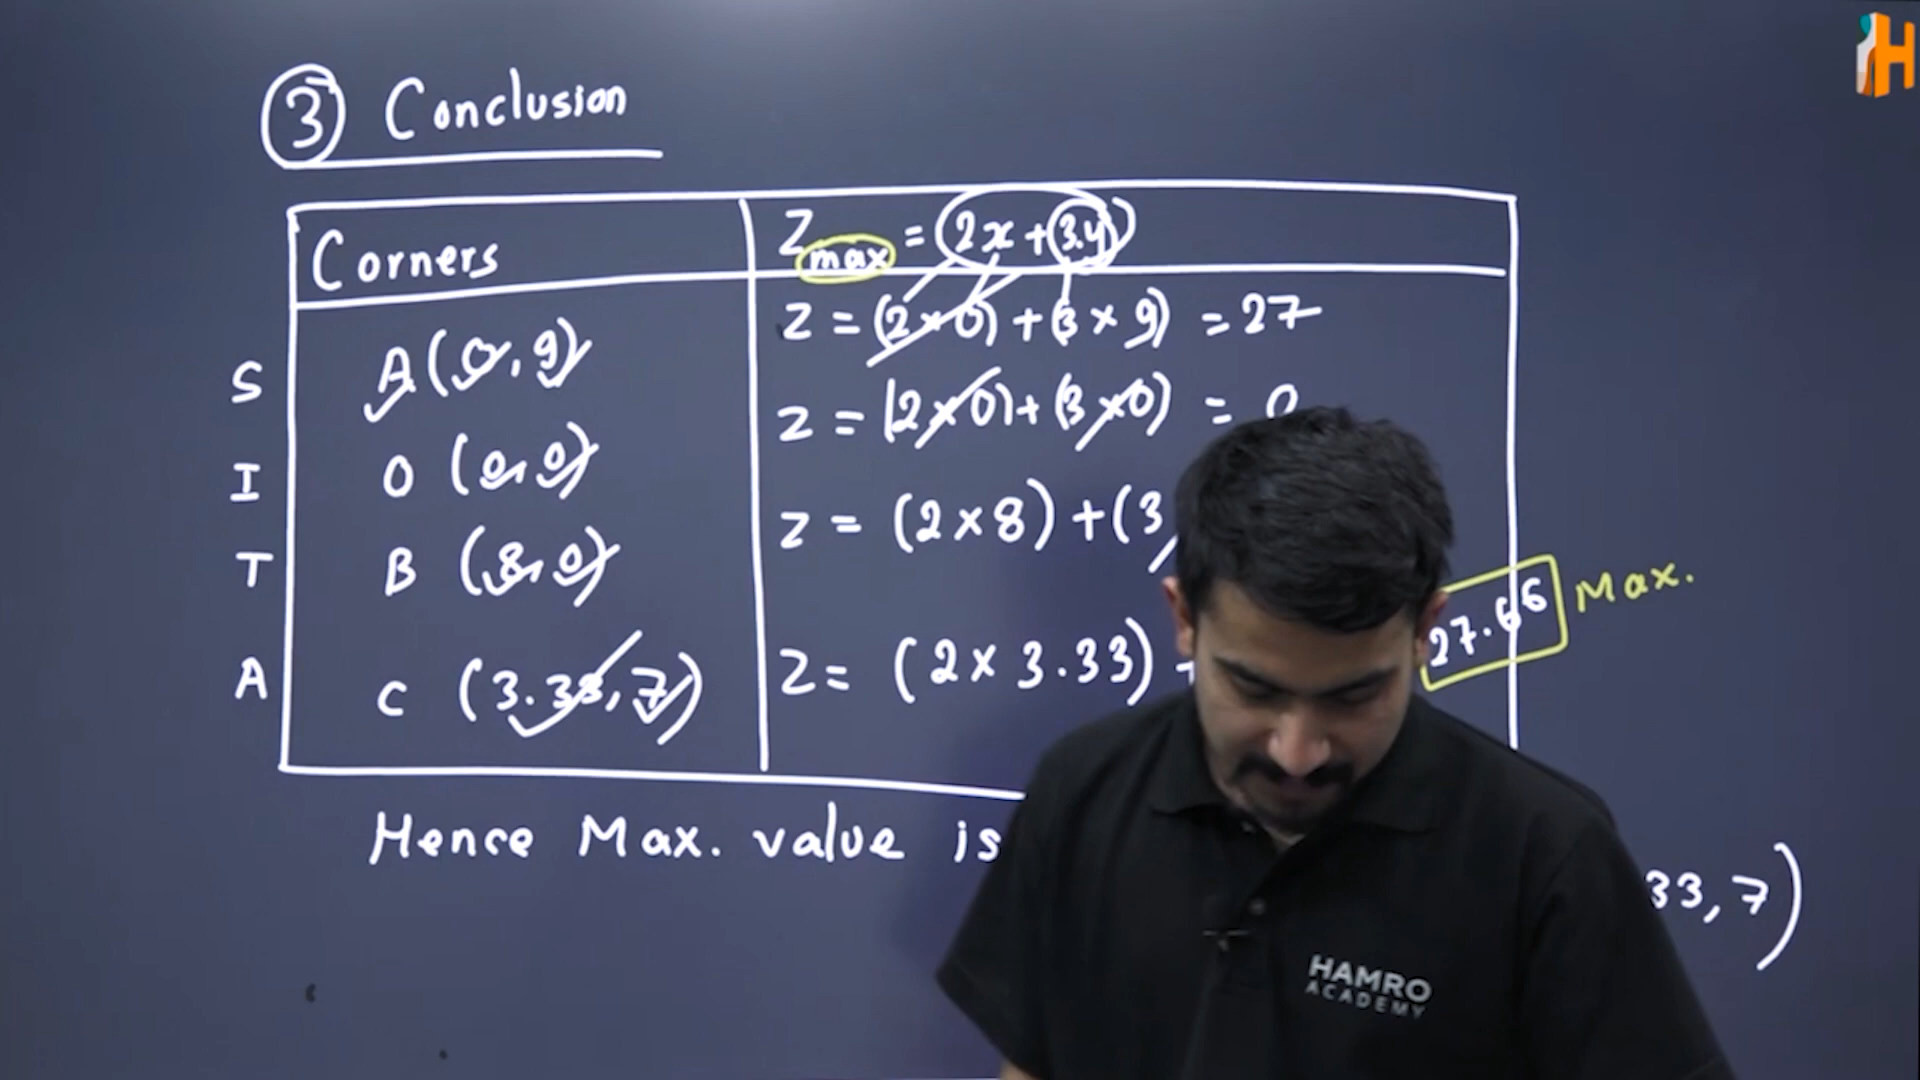 H
③ Conclusion
Corners
Z max = (2x + 3.y)
S
A (0, 9)
Z = (2 × 0) + (3 × 9) = 27
I
O (0, 0)
Z = (2 × 0) + (3 × 0) = 0
T
B (8, 0)
Z = (2 × 8) + (3
A
C (3.33, 7)
Z = (2 × 3.33) +
27.66
Max.
Hence Max. value is
33, 7)
HAMRO
ACADEMY